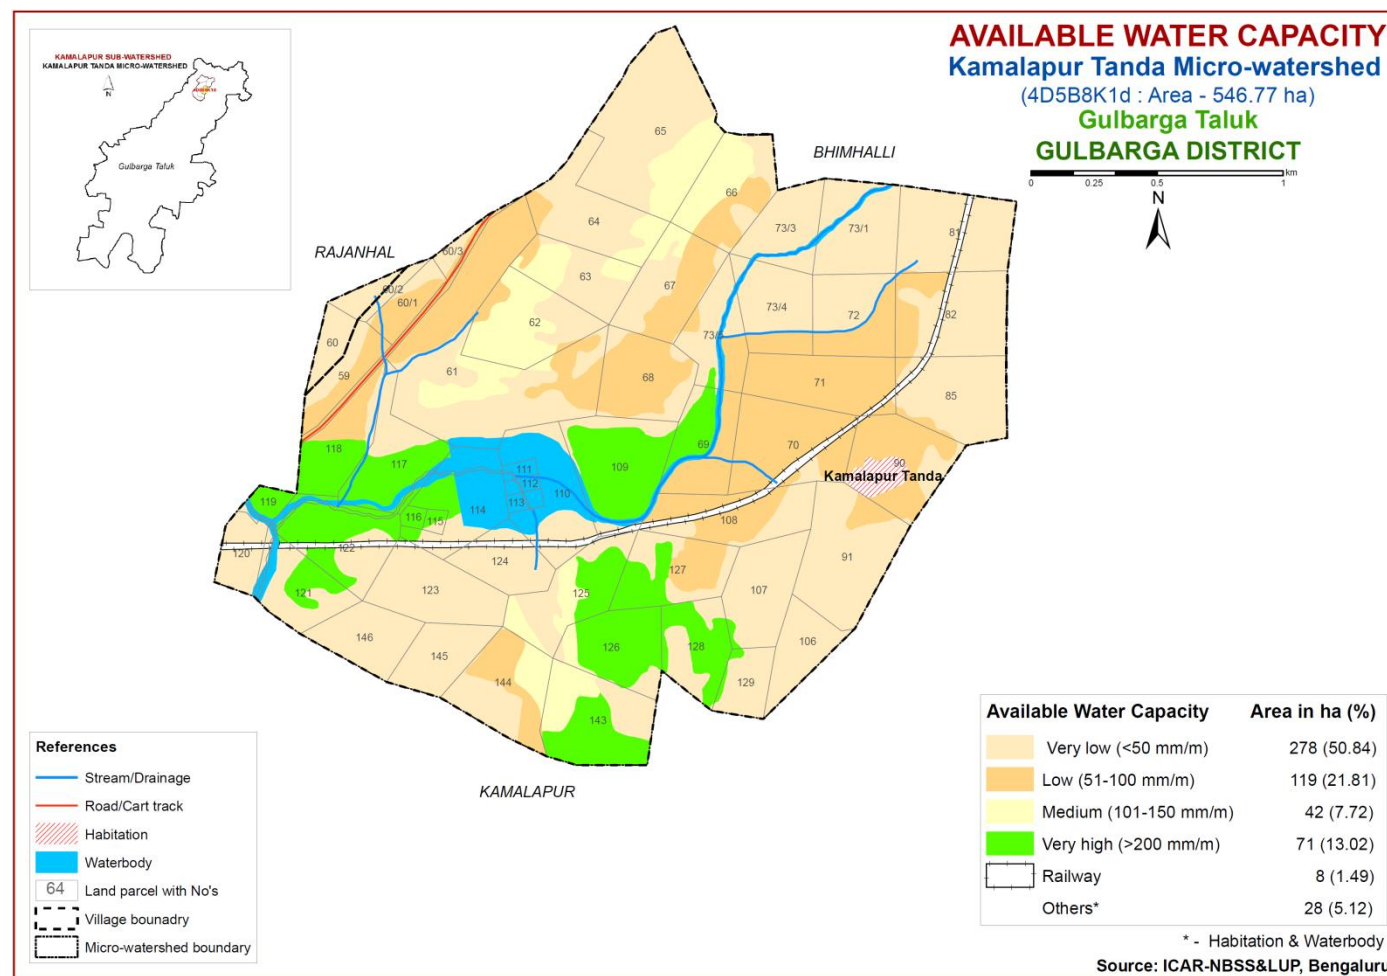 AVAILABLE WATER CAPACITY
Kamalapur Tanda Micro-watershed
(4D5B8K1d : Area - 546.77 ha)
Gulbarga Taluk
GULBARGA DISTRICT
0 0.25 0.5 1 km
N
KAMALAPUR SUB-WATERSHED
KAMALAPUR TANDA MICRO-WATERSHED
N
Gulbarga Taluk
BHIMHALLI
RAJANHAL
KAMALAPUR
Kamalapur Tanda
65
66
64
73/3
73/1
81
60/3
63
67
60/2
60/1
73/4
72
82
62
60
59
61
68
71
85
118
117
109
69
70
90
111
112
110
113
114
119
116
115
108
120
122
124
127
91
121
123
125
107
146
145
126
128
106
144
129
143
References
Stream/Drainage
Road/Cart track
Habitation
Waterbody
64 Land parcel with No's
Village bounadry
Micro-watershed boundary
Available Water Capacity Area in ha (%)
Very low (<50 mm/m) 278 (50.84)
Low (51-100 mm/m) 119 (21.81)
Medium (101-150 mm/m) 42 (7.72)
Very high (>200 mm/m) 71 (13.02)
Railway 8 (1.49)
Others* 28 (5.12)
* - Habitation & Waterbody
Source: ICAR-NBSS&LUP, Bengaluru